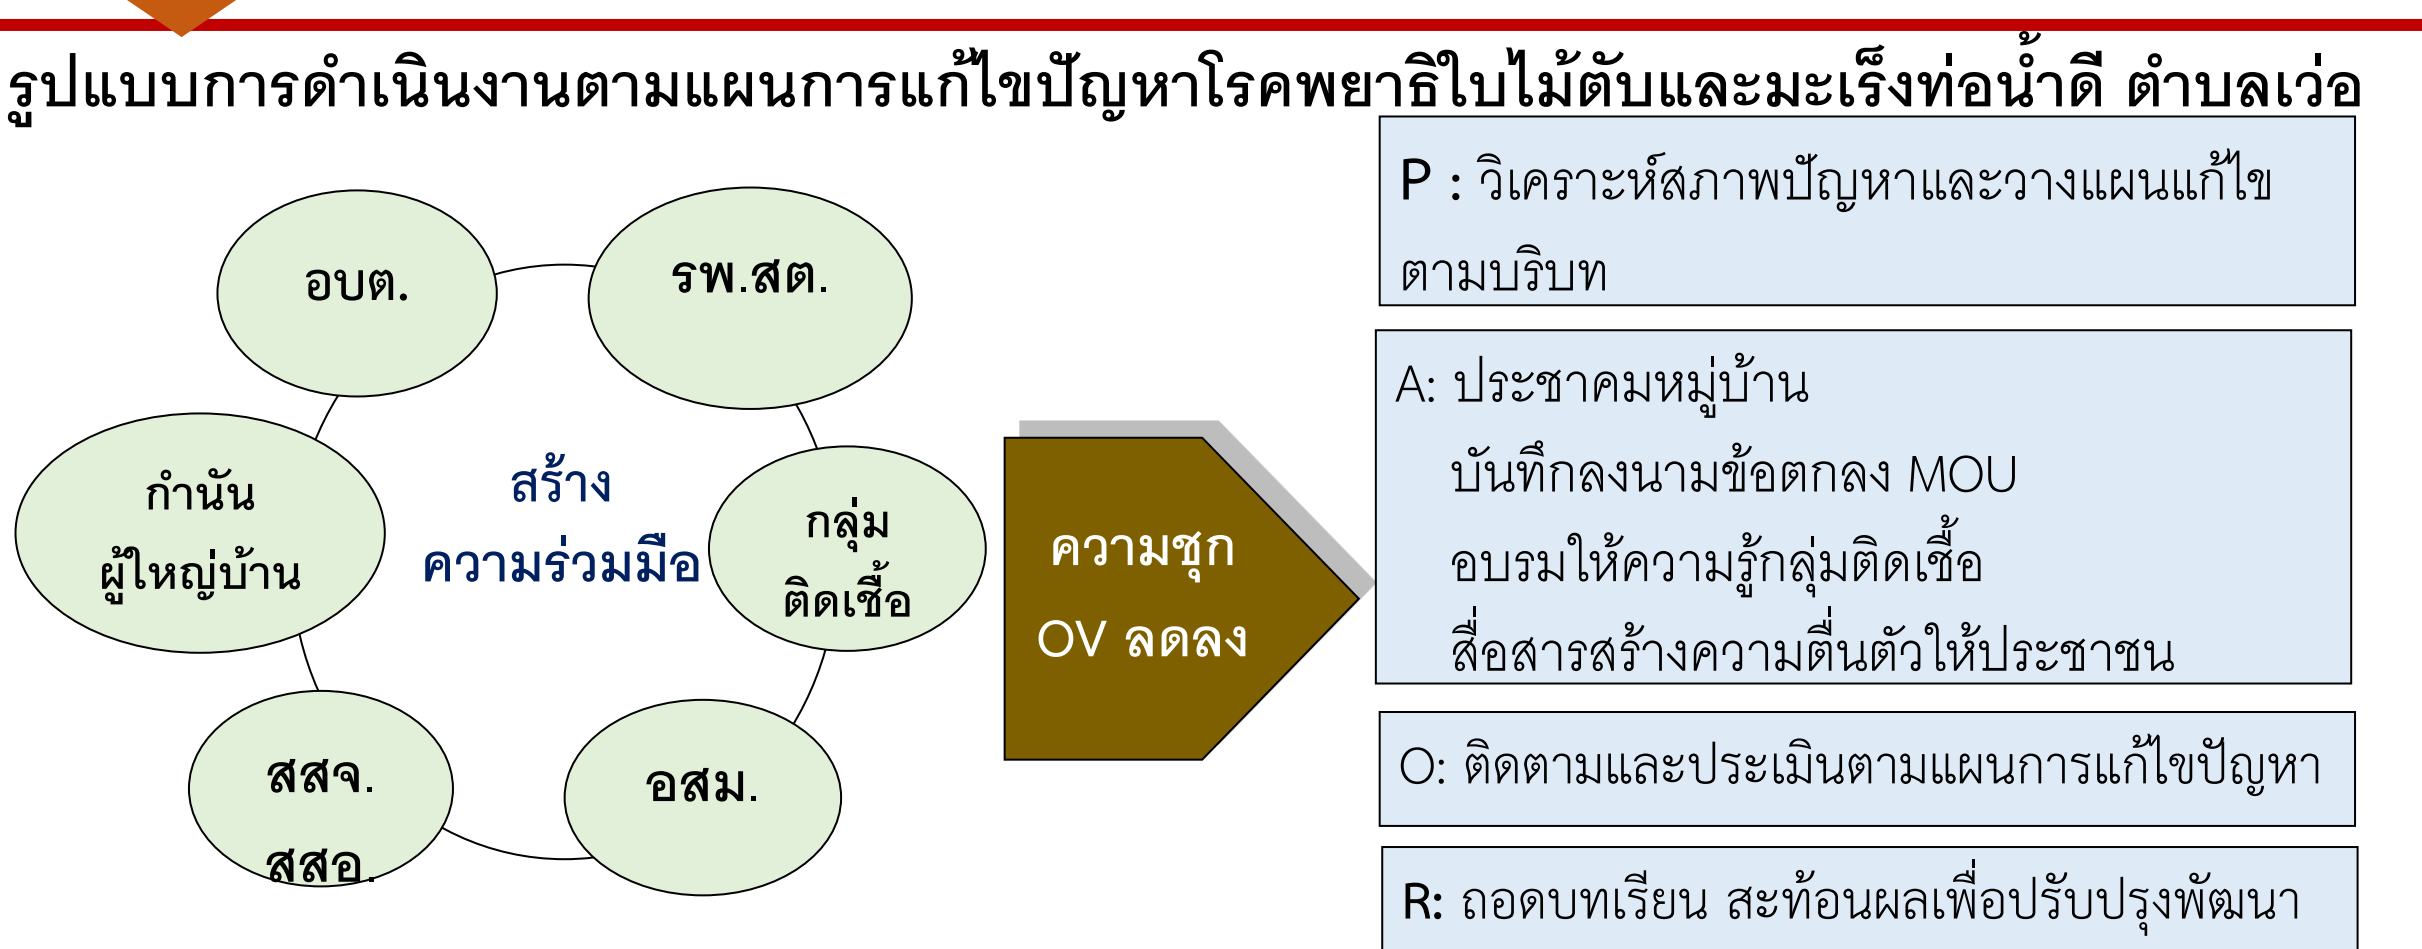 รูปแบบการดำเนินงานตามแผนการแก้ไขปัญหาโรคพยาธิใบไม้ตับและมะเร็งท่อน้ำดี ตำบลเว่อ
อบต.
รพ.สต.
กำนัน
ผู้ใหญ่บ้าน
สร้าง
ความร่วมมือ
กลุ่ม
ติดเชื้อ
สสจ.
สสอ.
อสม.
ความชุก
OV ลดลง
P : วิเคราะห์สภาพปัญหาและวางแผนแก้ไข
ตามบริบท
A: ประชาคมหมู่บ้าน
บันทึกลงนามข้อตกลง MOU
อบรมให้ความรู้กลุ่มติดเชื้อ
สื่อสารสร้างความตื่นตัวให้ประชาชน
O: ติดตามและประเมินตามแผนการแก้ไขปัญหา
R: ถอดบทเรียน สะท้อนผลเพื่อปรับปรุงพัฒนา